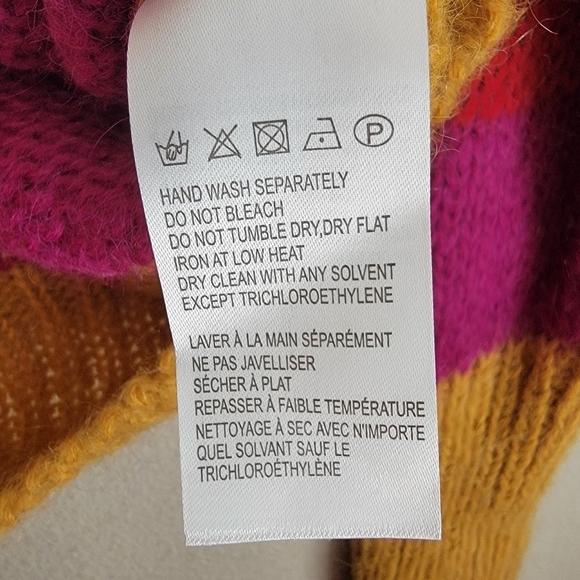 P
HAND WASH SEPARATELY
DO NOT BLEACH
DO NOT TUMBLE DRY,DRY FLAT
IRON AT LOW HEAT
DRY CLEAN WITH ANY SOLVENT
EXCEPT TRICHLOROETHYLENE
LAVER À LA MAIN SÉPARÉMENT
NE PAS JAVELLISER
SÉCHER À PLAT
REPASSER À FAIBLE TEMPÉRATURE
NETTOYAGE À SEC AVEC N'IMPORTE
QUEL SOLVANT SAUF LE
TRICHLOROÉTHYLÈNE